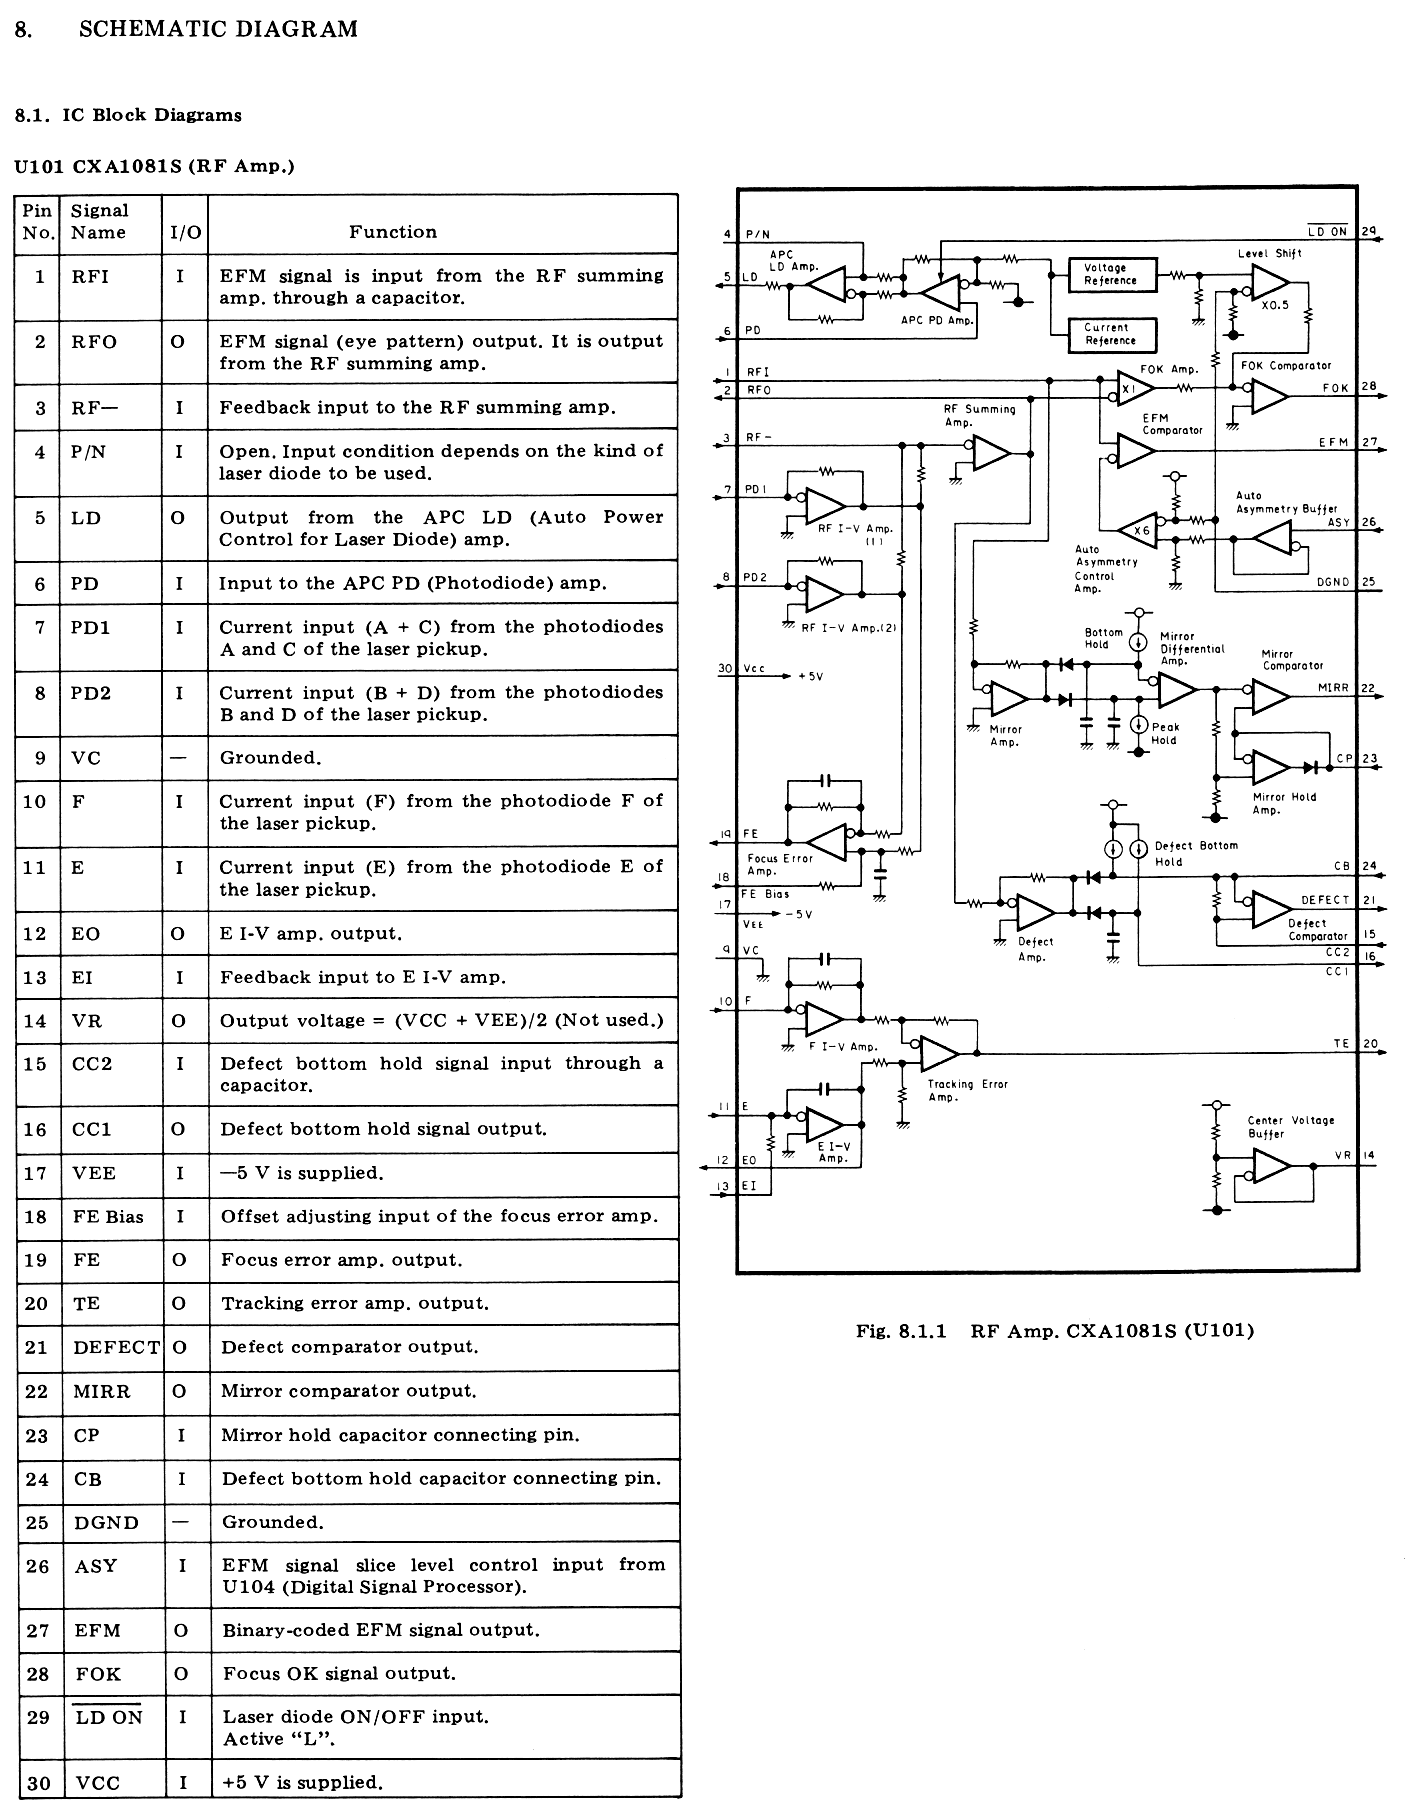 8. SCHEMATIC DIAGRAM
8.1. IC Block Diagrams
U101 CXA1081S (RF Amp.)
Pin No. Signal Name I/O Function
1 RFI I EFM signal is input from the RF summing
amp. through a capacitor.
2 RFO O EFM signal (eye pattern) output. It is output
from the RF summing amp.
3 RF— I Feedback input to the RF summing amp.
4 P/N I Open. Input condition depends on the kind of
laser diode to be used.
5 LD O Output from the APC LD (Auto Power
Control for Laser Diode) amp.
6 PD I Input to the APC PD (Photodiode) amp.
7 PD1 I Current input (A + C) from the photodiodes
A and C of the laser pickup.
8 PD2 I Current input (B + D) from the photodiodes
B and D of the laser pickup.
9 VC — Grounded.
10 F I Current input (F) from the photodiode F of
the laser pickup.
11 E I Current input (E) from the photodiode E of
the laser pickup.
12 EO O E I-V amp. output.
13 EI I Feedback input to E I-V amp.
14 VR O Output voltage = (VCC + VEE)/2 (Not used.)
15 CC2 I Defect bottom hold signal input through a
capacitor.
16 CC1 O Defect bottom hold signal output.
17 VEE I —5 V is supplied.
18 FE Bias I Offset adjusting input of the focus error amp.
19 FE O Focus error amp. output.
20 TE O Tracking error amp. output.
21 DEFECT O Defect comparator output.
22 MIRR O Mirror comparator output.
23 CP I Mirror hold capacitor connecting pin.
24 CB I Defect bottom hold capacitor connecting pin.
25 DGND — Grounded.
26 ASY I EFM signal slice level control input from
U104 (Digital Signal Processor).
27 EFM O Binary-coded EFM signal output.
28 FOK O Focus OK signal output.
29 LD ON I Laser diode ON/OFF input.
Active “L”.
30 VCC I +5 V is supplied.
4 P/N
LD ON 29
APC
LD Amp.
5 LD
APC PD Amp.
6 PD
Voltage
Reference
Current
Reference
Level Shift
X0.5
1 RFI
2 RFO
FOK Amp.
X1
FOK Comparator
FOK 28
RF Summing
Amp.
3 RF-
EFM
Comparator
EFM 27
7 PD1
RF I-V Amp.
(1)
X6
Auto
Asymmetry Buffer
ASY 26
Auto
Asymmetry
Control
Amp.
8 PD2
RF I-V Amp.(2)
DGND 25
30 Vcc
+5V
Bottom
Hold
Mirror
Differential
Amp.
Mirror
Comparator
MIRR 22
Mirror
Amp.
Peak
Hold
CP 23
Mirror Hold
Amp.
19 FE
Focus Error
Amp.
18
FE Bias
17
VEE
-5V
Defect Bottom
Hold
CB 24
DEFECT 21
Defect
Comparator
15
CC2
16
CC1
Defect
Amp.
9 VC
10 F
F I-V Amp.
TE 20
Tracking Error
Amp.
11 E
E I-V
Amp.
12 EO
13 EI
Center Voltage
Buffer
VR 14
Fig. 8.1.1 RF Amp. CXA1081S (U101)